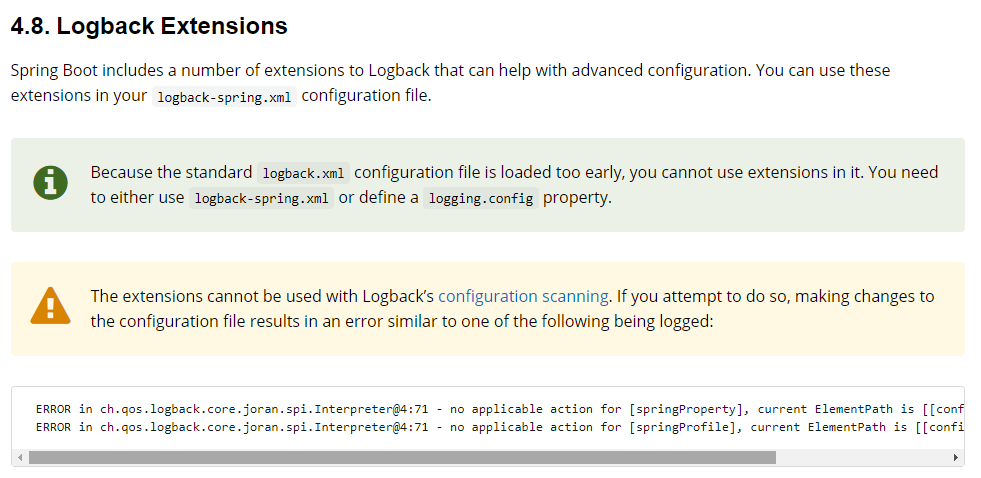 4.8. Logback Extensions
Spring Boot includes a number of extensions to Logback that can help with advanced configuration. You can use these
extensions in your logback-spring.xml configuration file.
Because the standard logback.xml configuration file is loaded too early, you cannot use extensions in it. You need
to either use logback-spring.xml or define a logging.config property.
The extensions cannot be used with Logback’s configuration scanning. If you attempt to do so, making changes to
the configuration file results in an error similar to one of the following being logged:
ERROR in ch.qos.logback.core.joran.spi.Interpreter@4:71 - no applicable action for [springProperty], current ElementPath is [[conf
ERROR in ch.qos.logback.core.joran.spi.Interpreter@4:71 - no applicable action for [springProfile], current ElementPath is [[confi